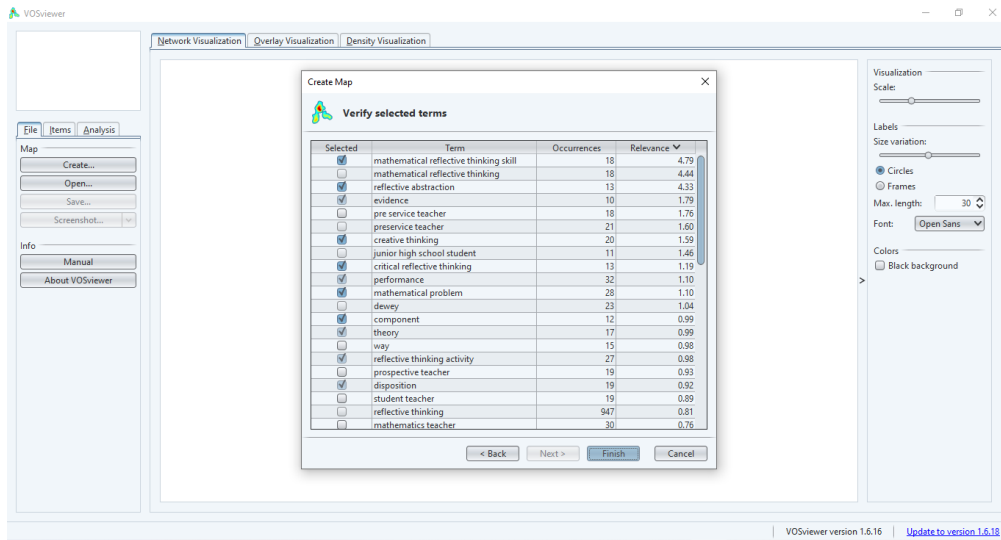 VOSviewer
Network Visualization Overlay Visualization Density Visualization
File Items Analysis
Map
Create...
Open...
Save...
Screenshot...
Info
Manual
About VOSviewer
Create Map
Verify selected terms
Selected Term Occurrences Relevance
mathematical reflective thinking skill 18 4.79
mathematical reflective thinking 18 4.44
reflective abstraction 13 4.33
evidence 10 1.79
pre service teacher 18 1.76
preservice teacher 21 1.60
creative thinking 20 1.59
junior high school student 11 1.46
critical reflective thinking 13 1.19
performance 32 1.10
mathematical problem 28 1.10
dewey 23 1.04
component 12 0.99
theory 17 0.99
way 15 0.98
reflective thinking activity 27 0.98
prospective teacher 19 0.93
disposition 19 0.92
student teacher 19 0.89
reflective thinking 947 0.81
mathematics teacher 30 0.76
< Back Next > Finish Cancel
Visualization
Scale:
Labels
Size variation:
Circles
Frames
Max. length: 30
Font: Open Sans
Colors
Black background
>
VOSviewer version 1.6.16 Update to version 1.6.18